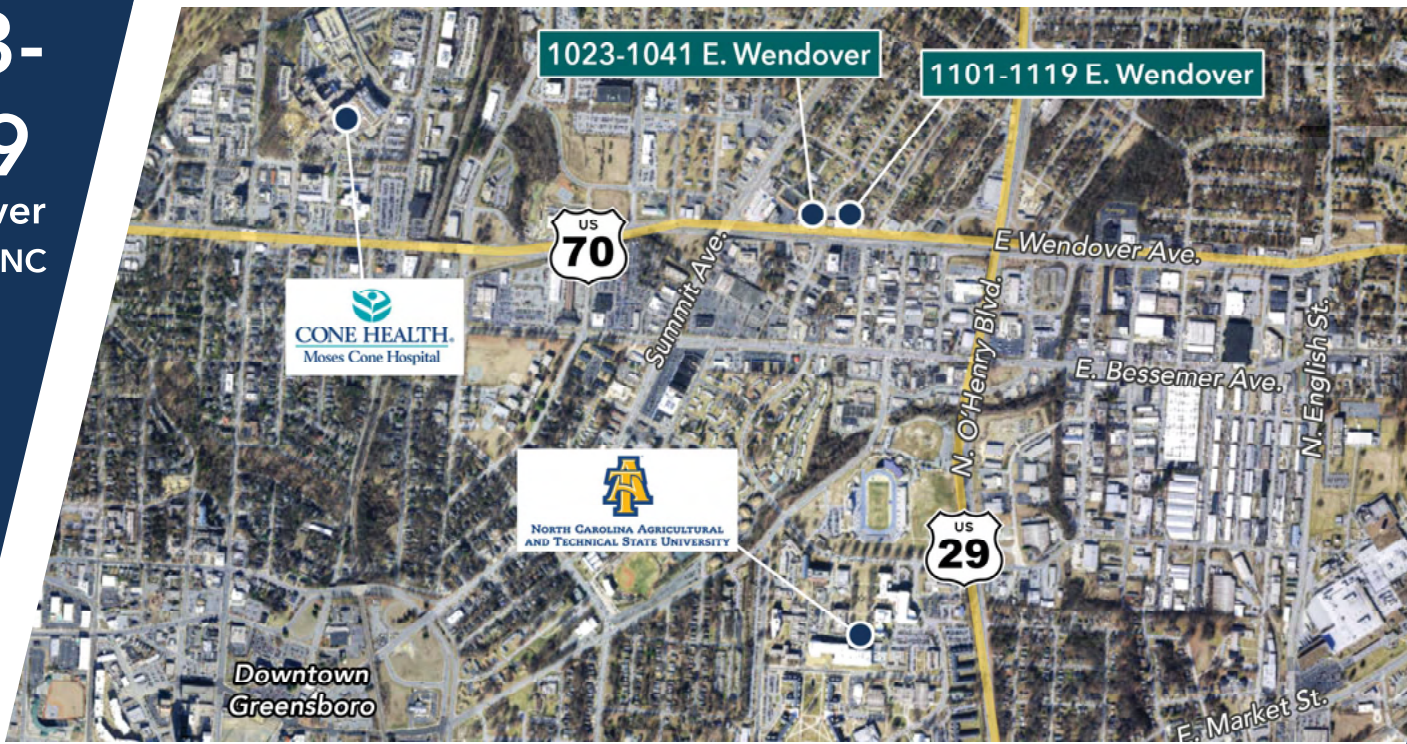 3-
9
ver
NC
1023-1041 E. Wendover
1101-1119 E. Wendover
US
70
E Wendover Ave.
CONE HEALTH®
Moses Cone Hospital
Summit Ave.
N. O'Henry Blvd.
E. Bessemer Ave.
N. English St.
NORTH CAROLINA AGRICULTURAL
AND TECHNICAL STATE UNIVERSITY
US
29
Downtown
Greensboro
E. Market St.